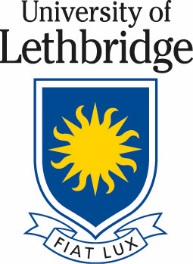 University of
Lethbridge
FIAT LUX